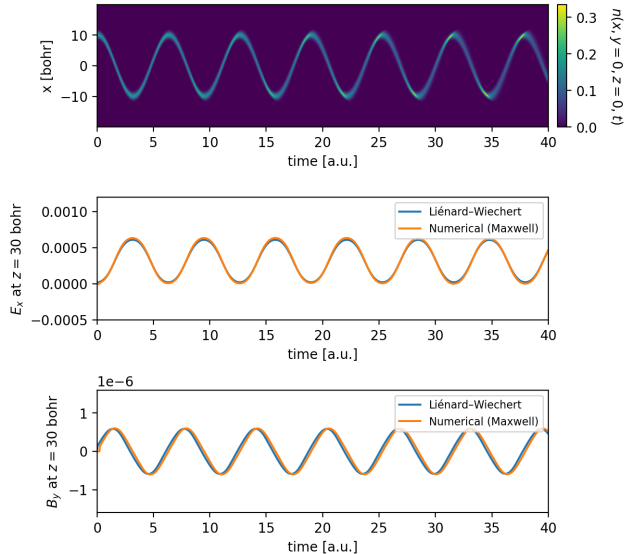 10
0
−10
x [bohr]
0 5 10 15 20 25 30 35 40
time [a.u.]
0.3
0.2
0.1
0.0
n(x, y = 0, z = 0, t)
0.0010
0.0005
0.0000
−0.0005
Eₓ at z = 30 bohr
Liénard–Wiechert
Numerical (Maxwell)
0 5 10 15 20 25 30 35 40
time [a.u.]
1e−6
1
0
−1
B_y at z = 30 bohr
Liénard–Wiechert
Numerical (Maxwell)
0 5 10 15 20 25 30 35 40
time [a.u.]